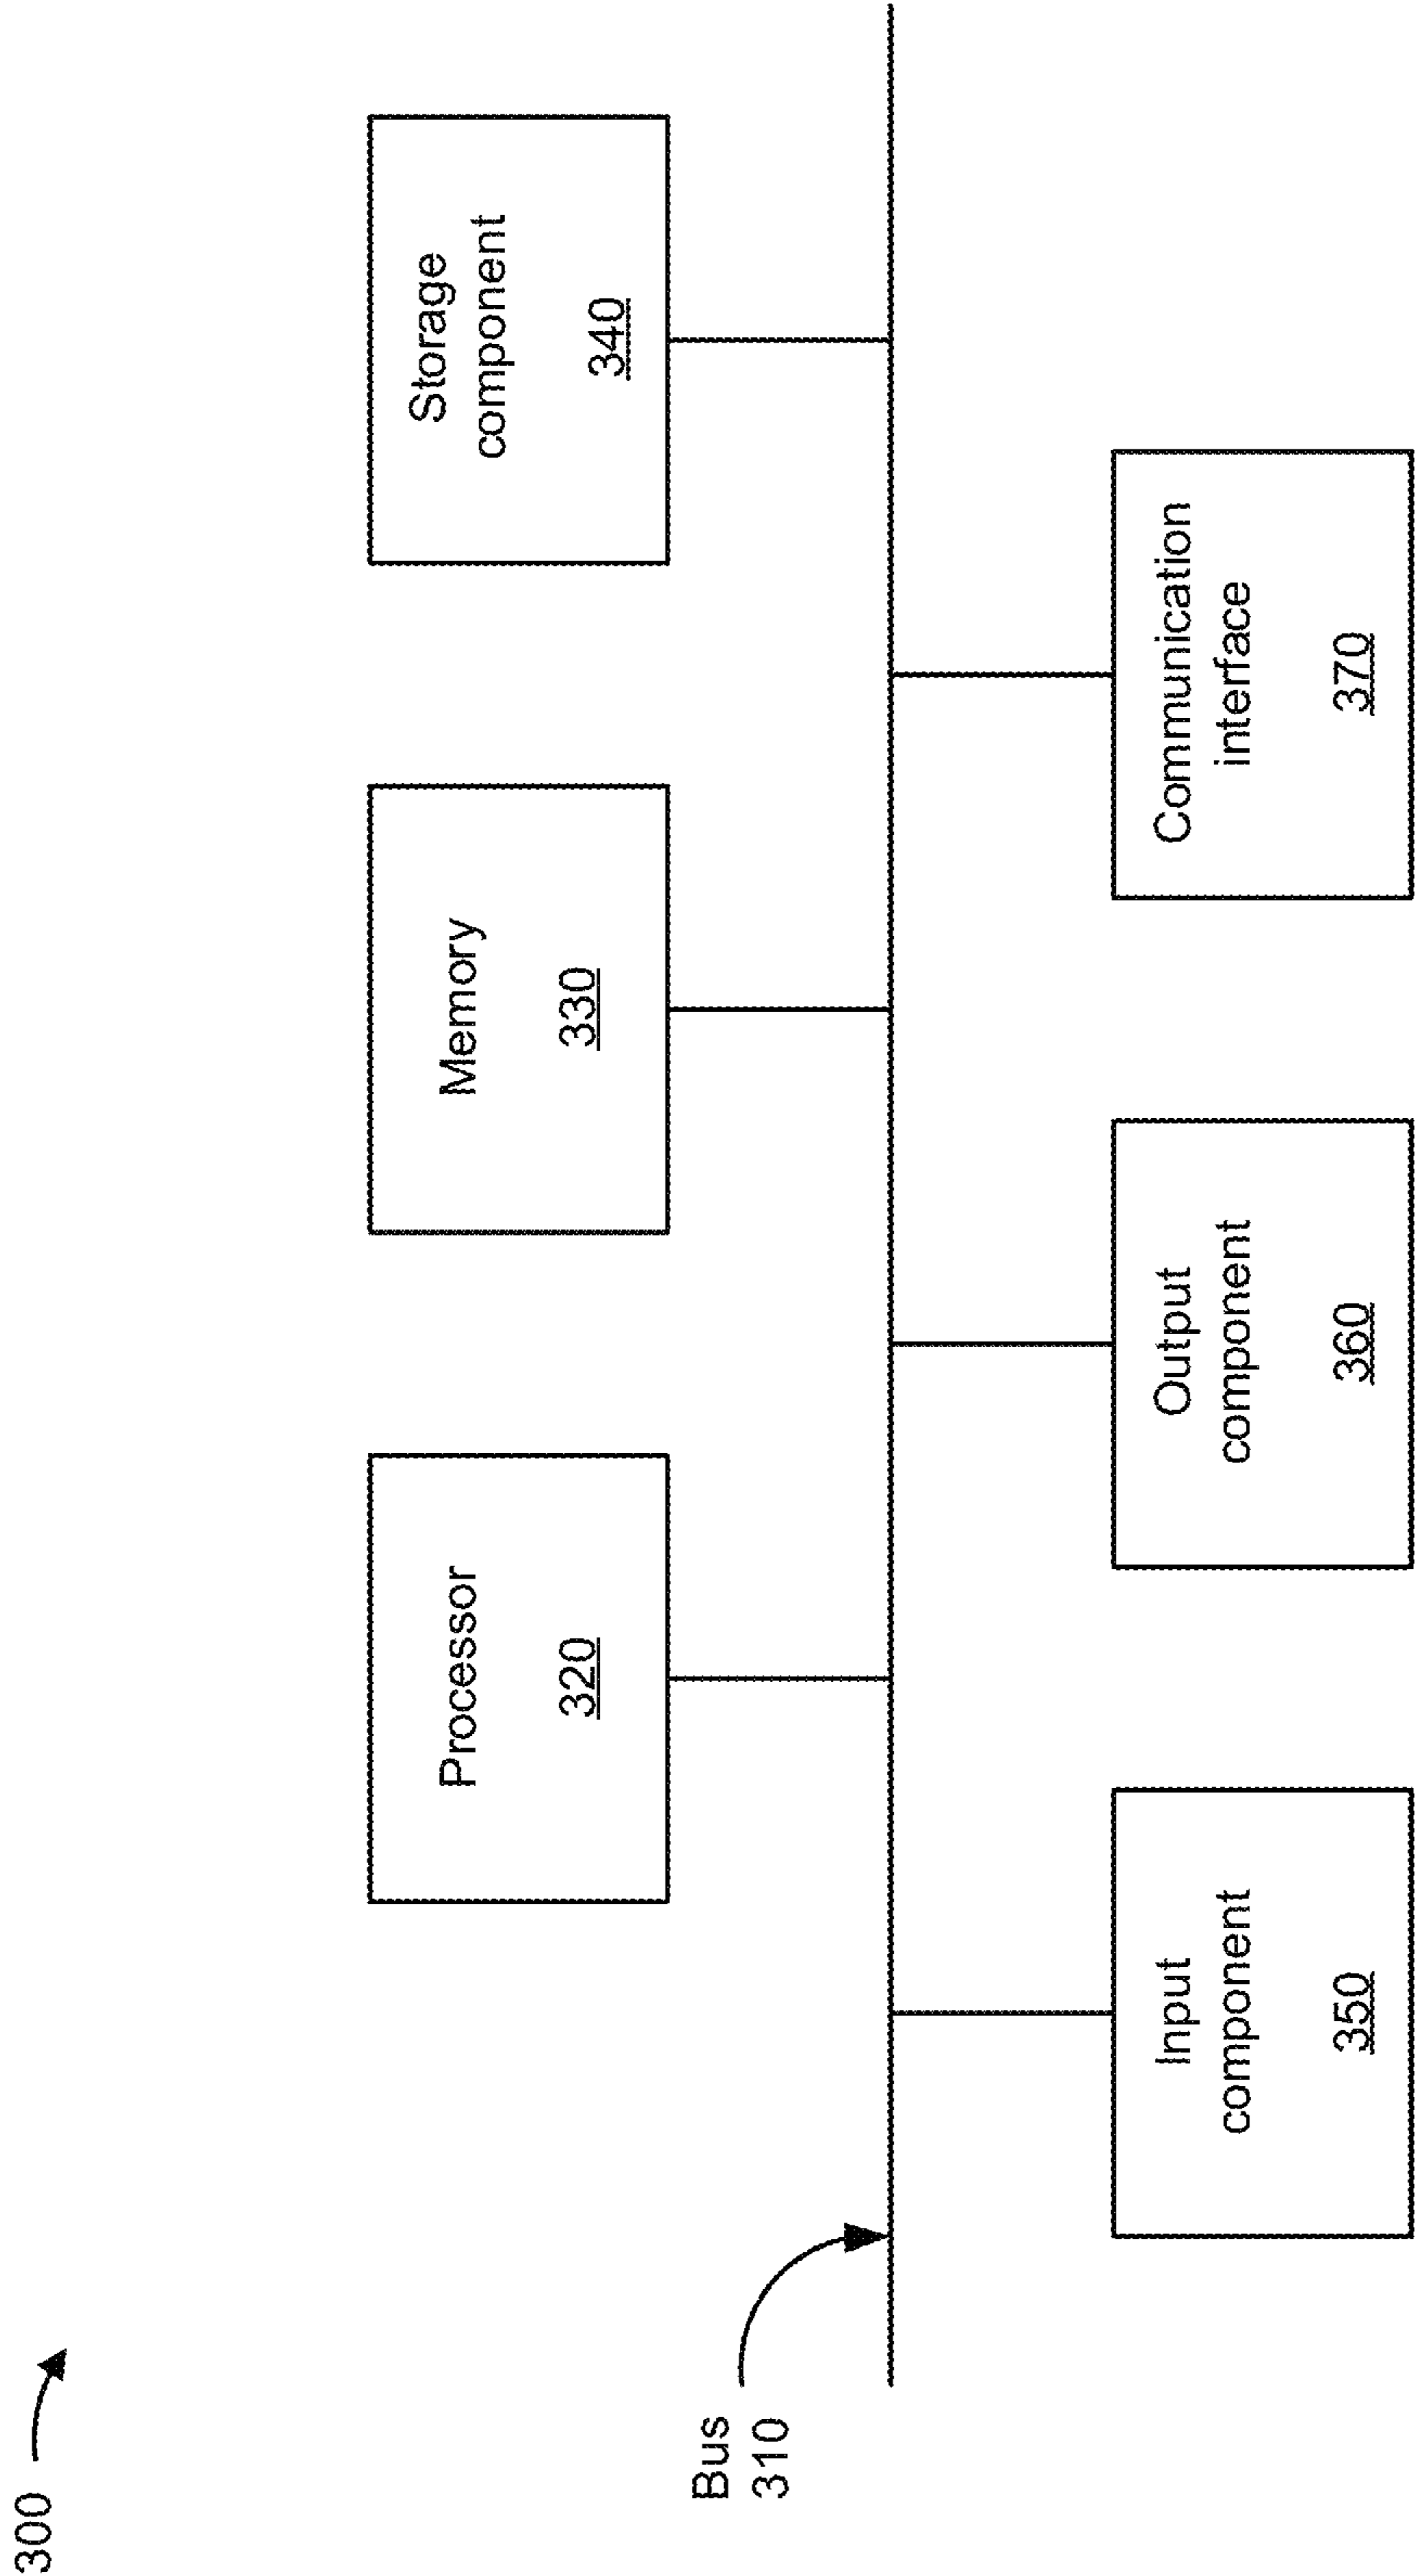 300
Bus
310
Processor
320
Memory
330
Storage
component
340
Input
component
350
Output
component
360
Communication
interface
370